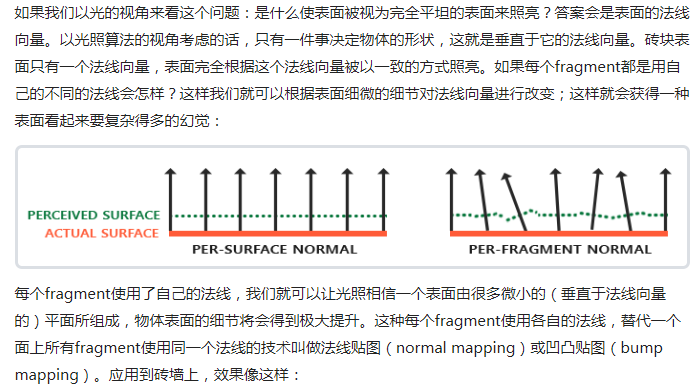 如果我们以光的视角来看这个问题：是什么使表面被视为完全平坦的表面来照亮？答案会是表面的法线
向量。以光照算法的视角考虑的话，只有一件事决定物体的形状，这就是垂直于它的法线向量。砖块表
面只有一个法线向量，表面完全根据这个法线向量被以一致的方式照亮。如果每个fragment都是用自
己的不同的法线会怎样？这样我们就可以根据表面细微的细节对法线向量进行改变；这样就会获得一种
表面看起来要复杂得多的幻觉：
PERCEIVED SURFACE
ACTUAL SURFACE
PER-SURFACE NORMAL
PER-FRAGMENT NORMAL
每个fragment使用了自己的法线，我们就可以让光照相信一个表面由很多微小的（垂直于法线向量
的）平面所组成，物体表面的细节将会得到极大提升。这种每个fragment使用各自的法线，替代一个
面上所有fragment使用同一个法线的技术叫做法线贴图（normal mapping）或凹凸贴图（bump
mapping）。应用到砖墙上，效果像这样：